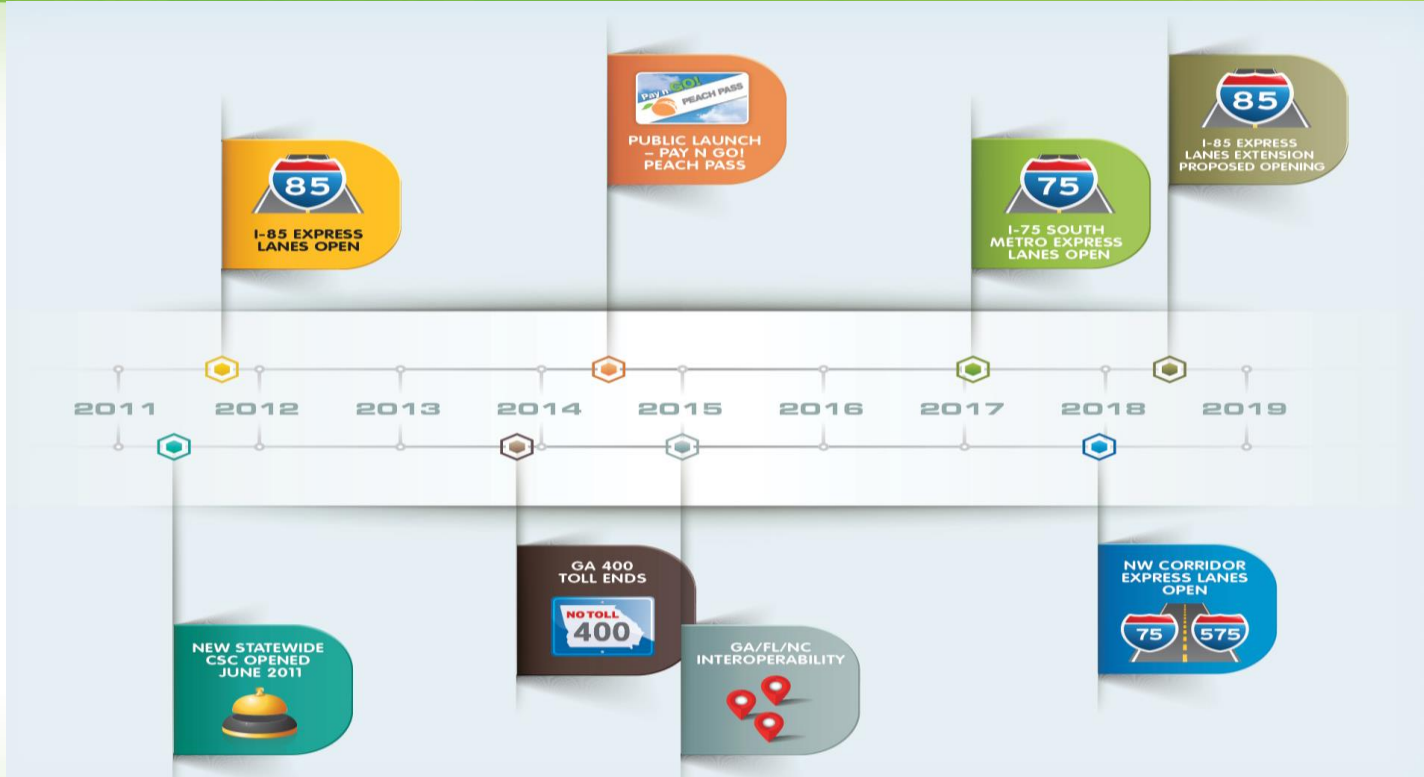 Pay n GO!
PEACH PASS
PUBLIC LAUNCH
– PAY N GO!
PEACH PASS
85
I-85 EXPRESS
LANES EXTENSION
PROPOSED OPENING
85
I-85 EXPRESS
LANES OPEN
75
I-75 SOUTH
METRO EXPRESS
LANES OPEN
2011 2012 2013 2014 2015 2016 2017 2018 2019
GA 400
TOLL ENDS
NO TOLL
400
NW CORRIDOR
EXPRESS LANES
OPEN
75 575
NEW STATEWIDE
CSC OPENED
JUNE 2011
GA/FL/NC
INTEROPERABILITY